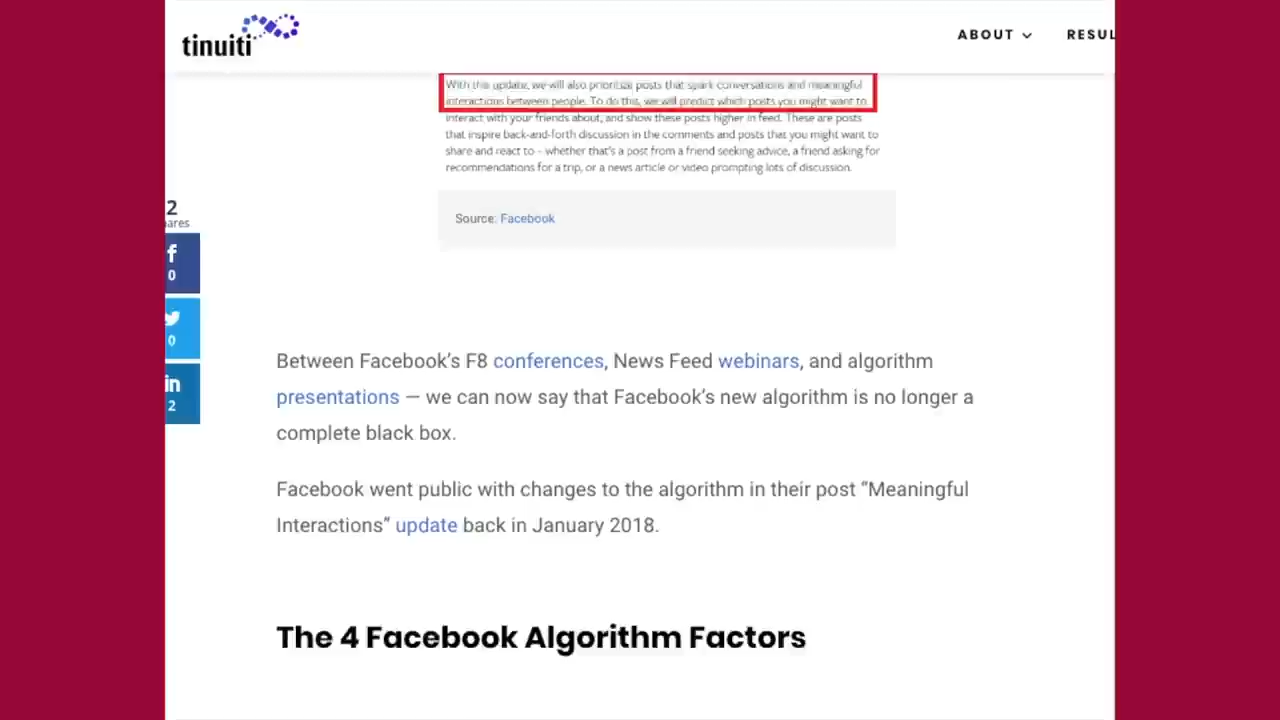 tinuiti
ABOUT
RESUL
With this update, we will also prioritize posts that spark conversations and meaningful
interactions between people. To do this, we will predict which posts you might want to
interact with your friends about, and show these posts higher in feed. These are posts
that inspire back-and-forth discussion in the comments and posts that you might want to
share and react to – whether that's a post from a friend seeking advice, a friend asking for
recommendations for a trip, or a news article or video prompting lots of discussion.
Source: Facebook
2
ares
f
0
0
in
2
Between Facebook's F8 conferences, News Feed webinars, and algorithm
presentations — we can now say that Facebook's new algorithm is no longer a
complete black box.
Facebook went public with changes to the algorithm in their post “Meaningful
Interactions” update back in January 2018.
The 4 Facebook Algorithm Factors